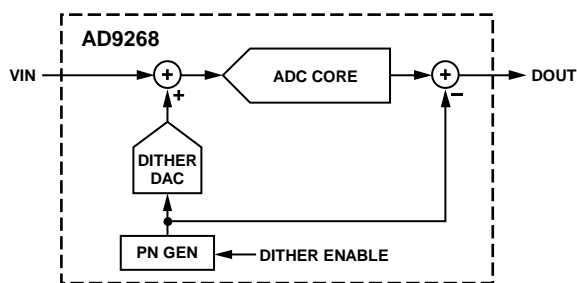 AD9268
VIN
+
+
ADC CORE
+
−
DOUT
DITHER
DAC
PN GEN
DITHER ENABLE